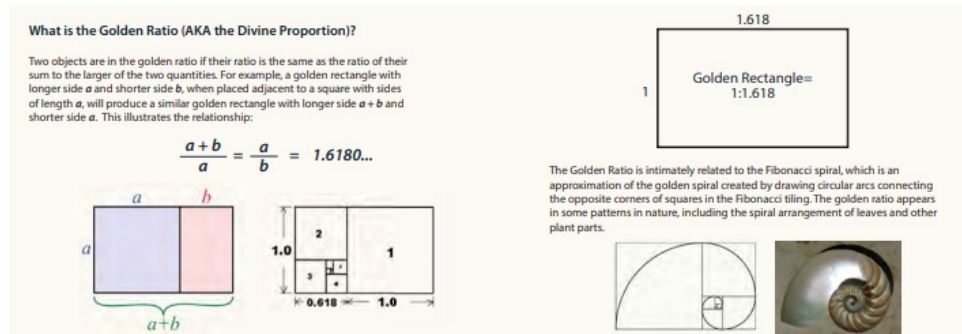 What is the Golden Ratio (AKA the Divine Proportion)?
Two objects are in the golden ratio if their ratio is the same as the ratio of their
sum to the larger of the two quantities. For example, a golden rectangle with
longer side a and shorter side b, when placed adjacent to a square with sides
of length a, will produce a similar golden rectangle with longer side a + b and
shorter side a. This illustrates the relationship:
a + b / a = a / b = 1.6180...
a b
a
a+b
2
1.0
1
3
0.618 1.0
1.618
1
Golden Rectangle=
1:1.618
The Golden Ratio is intimately related to the Fibonacci spiral, which is an
approximation of the golden spiral created by drawing circular arcs connecting
the opposite corners of squares in the Fibonacci tiling. The golden ratio appears
in some patterns in nature, including the spiral arrangement of leaves and other
plant parts.